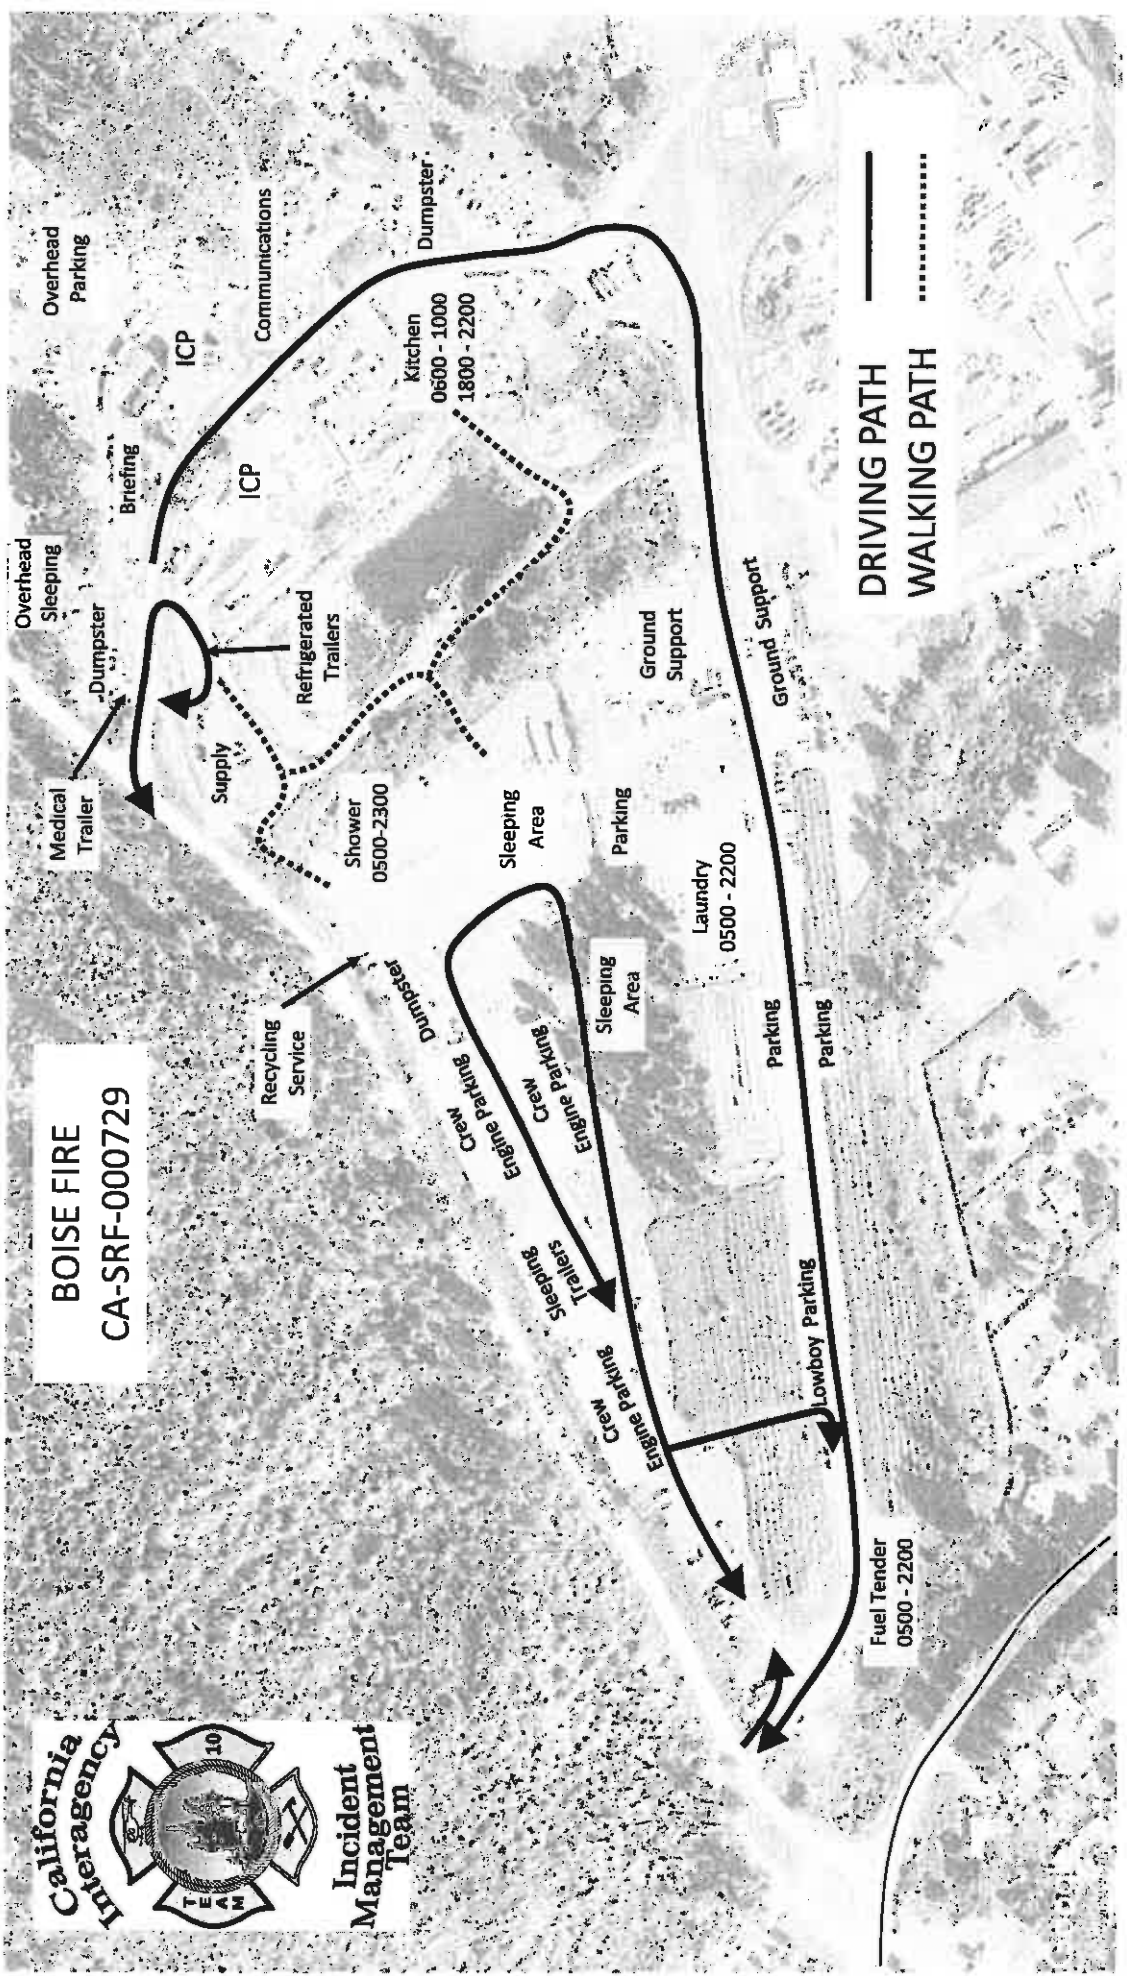 BOISE FIRE
CA-SRF-000729
California
Interagency
TEAM
10
Incident
Management
Team
Medical
Trailer
Dumpster
Overhead
Sleeping
Briefing
Overhead
Parking
ICP
ICP
Communications
Dumpster
Kitchen
0600 - 1000
1800 - 2200
Refrigerated
Trailers
Supply
Shower
0500-2300
Recycling
Service
Dumpster
Crew
Engine Parking
Crew
Engine Parking
Sleeping
Trailers
Crew
Engine Parking
Sleeping
Area
Sleeping
Area
Parking
Ground
Support
Ground Support
Laundry
0500 - 2200
Parking
Parking
Lowboy Parking
Fuel Tender
0500 - 2200
DRIVING PATH
WALKING PATH